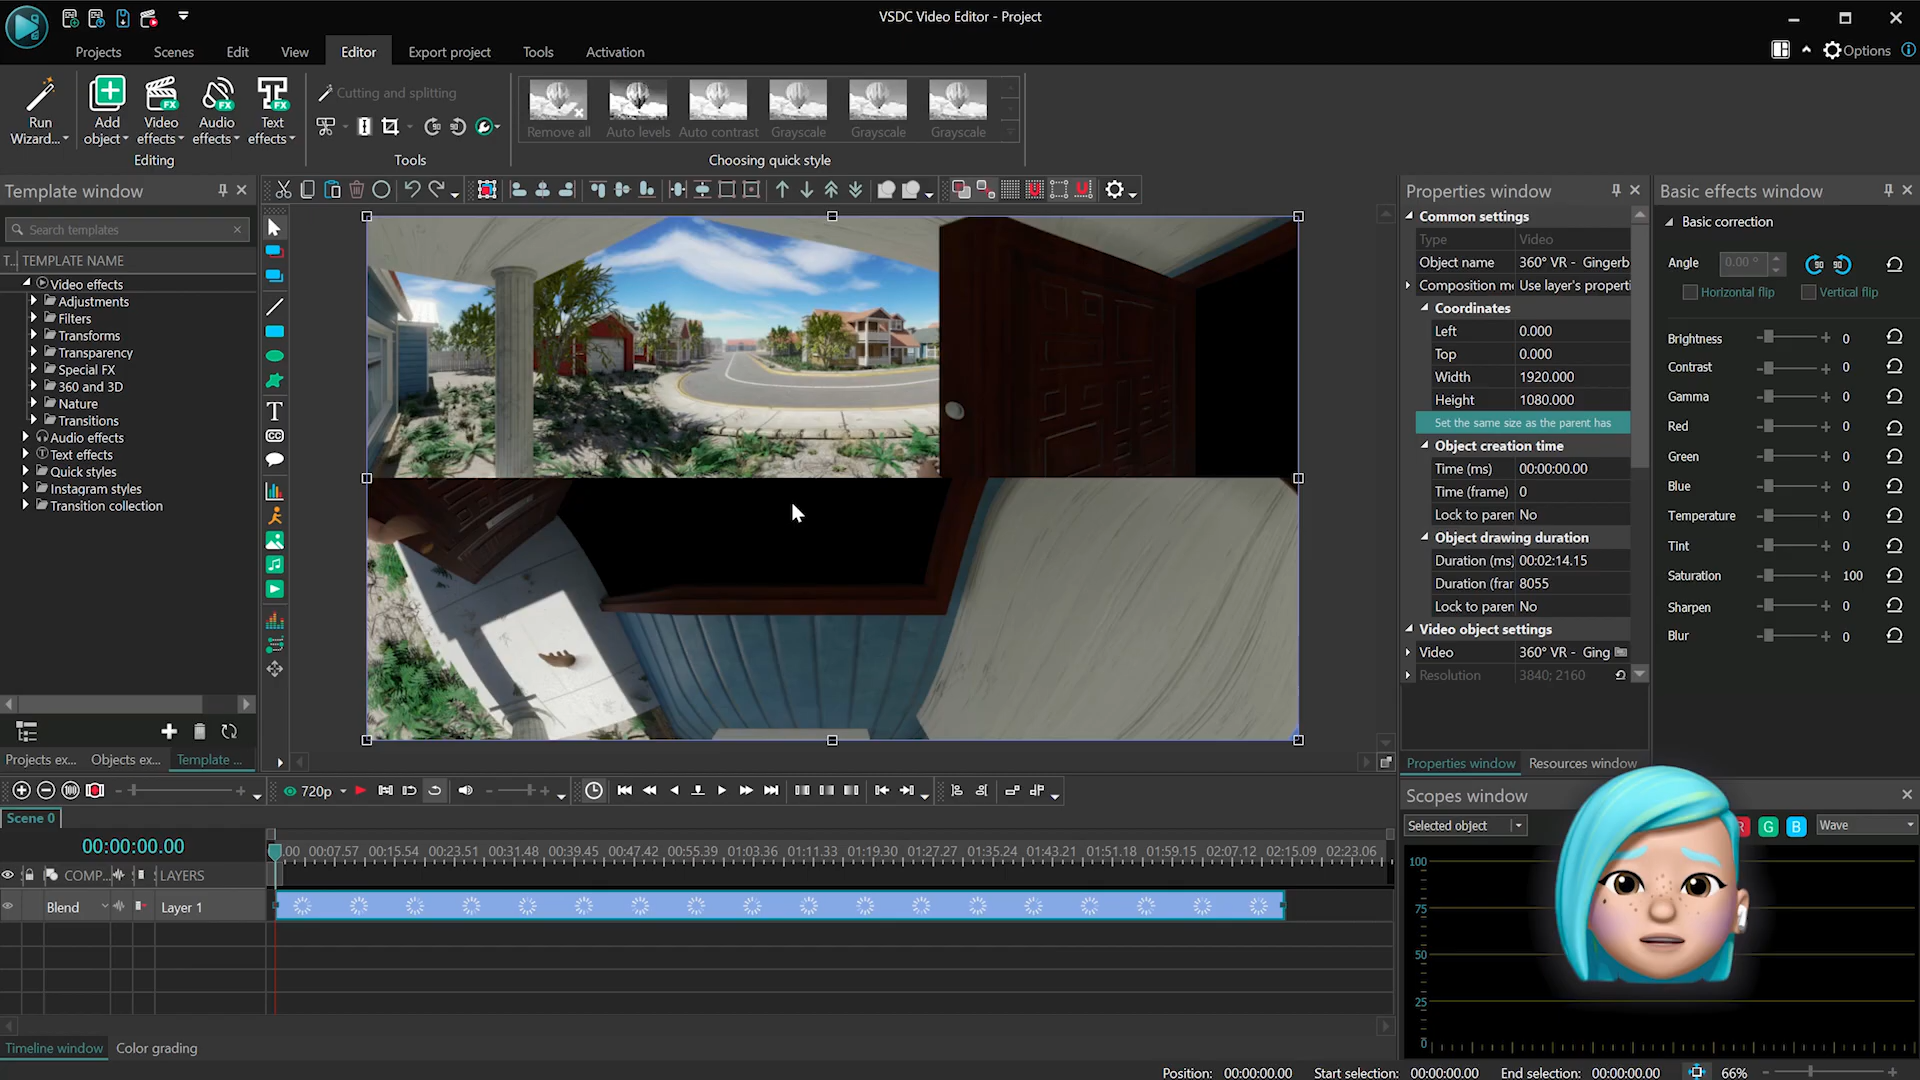 VSDC Video Editor - Project
Projects
Scenes
Edit
View
Editor
Export project
Tools
Activation
Options
Run
Wizard...
Add
object
Video
effects
Audio
effects
Text
effects
Editing
Cutting and splitting
Tools
Remove all
Auto levels
Auto contrast
Grayscale
Grayscale
Grayscale
Choosing quick style
Template window
Search templates
T... TEMPLATE NAME
Video effects
Adjustments
Filters
Transforms
Transparency
Special FX
360 and 3D
Nature
Transitions
Audio effects
Text effects
Quick styles
Instagram styles
Transition collection
Projects ex...
Objects ex...
Template ...
Properties window
Common settings
Type Video
Object name 360° VR - Gingerb
Composition m Use layer's properti
Coordinates
Left 0.000
Top 0.000
Width 1920.000
Height 1080.000
Set the same size as the parent has
Object creation time
Time (ms) 00:00:00.00
Time (frame) 0
Lock to paren No
Object drawing duration
Duration (ms) 00:02:14.15
Duration (frar 8055
Lock to paren No
Video object settings
Video 360° VR - Ging
Resolution 3840; 2160
Properties window
Resources window
Basic effects window
Basic correction
Angle 0.00 °
Horizontal flip
Vertical flip
Brightness 0
Contrast 0
Gamma 0
Red 0
Green 0
Blue 0
Temperature 0
Tint 0
Saturation 100
Sharpen 0
Blur 0
720p
Scene 0
00:00:00.00
.00 00:07.57 00:15.54 00:23.51 00:31.48 00:39.45 00:47.42 00:55.39 01:03.36 01:11.33 01:19.30 01:27.27 01:35.24 01:43.21 01:51.18 01:59.15 02:07.12 02:15.09 02:23.06
COMP... LAYERS
Blend Layer 1
Timeline window
Color grading
Scopes window
Selected object
R G B Wave
100
75
50
25
0
Position: 00:00:00.00 Start selection: 00:00:00.00 End selection: 00:00:00.00 66%